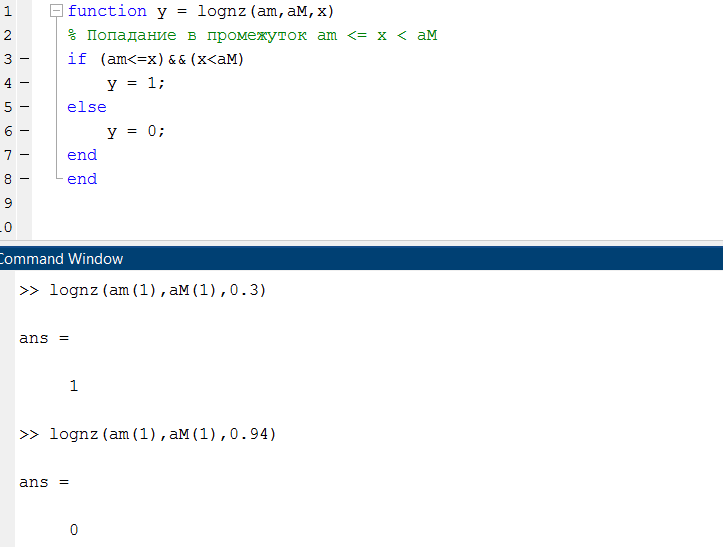 1 function y = lognz(am,aM,x)
2 % Попадание в промежуток am <= x < aM
3 — if (am<=x)&&(x<aM)
4 — y = 1;
5 — else
6 — y = 0;
7 — end
8 — end
9
.0
Command Window
>> lognz(am(1),aM(1),0.3)
ans =
1
>> lognz(am(1),aM(1),0.94)
ans =
0